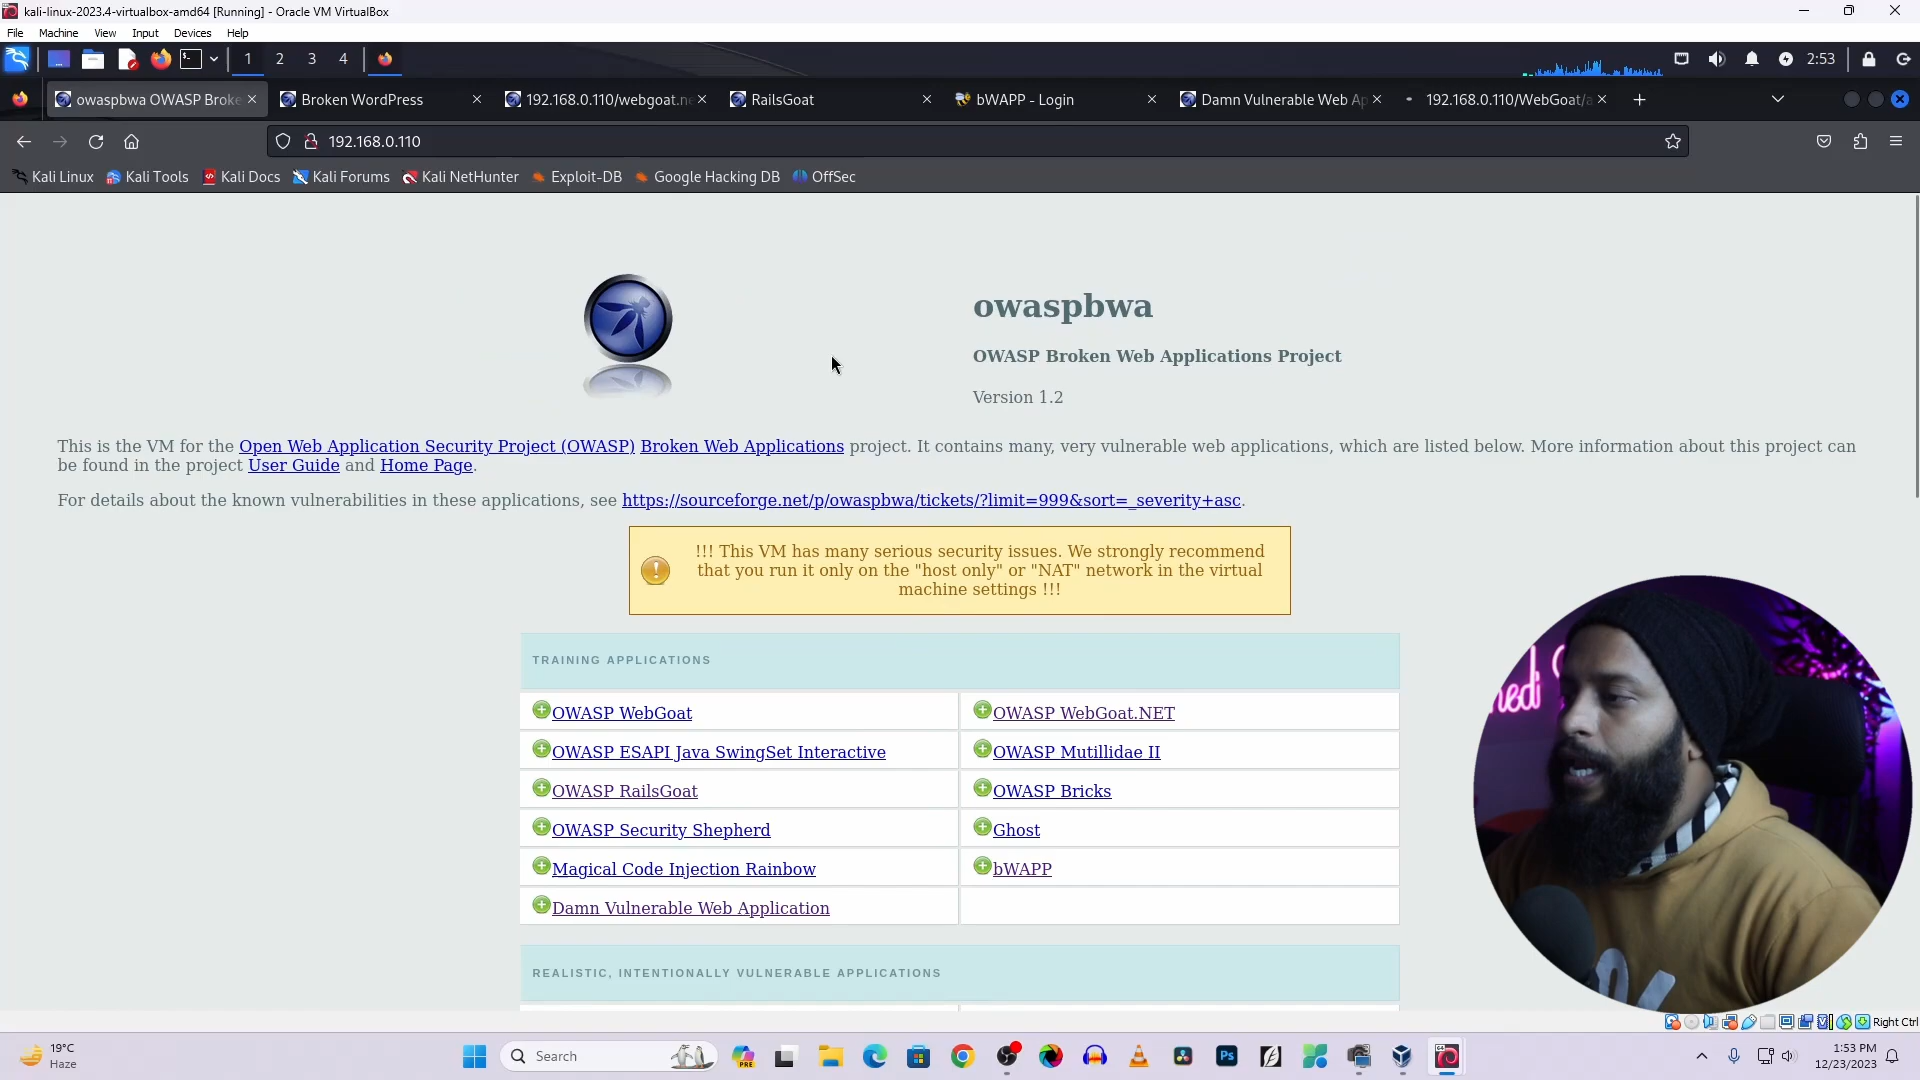 kali-linux-2023.4-virtualbox-amd64 [Running] - Oracle VM VirtualBox
File Machine View Input Devices Help
1 2 3 4 2:53
owaspbwa OWASP Broke Broken WordPress 192.168.0.110/webgoat.ne RailsGoat bWAPP - Login Damn Vulnerable Web Ap 192.168.0.110/WebGoat/a
192.168.0.110
Kali Linux Kali Tools Kali Docs Kali Forums Kali NetHunter Exploit-DB Google Hacking DB OffSec
owaspbwa
OWASP Broken Web Applications Project
Version 1.2
This is the VM for the Open Web Application Security Project (OWASP) Broken Web Applications project. It contains many, very vulnerable web applications, which are listed below. More information about this project can
be found in the project User Guide and Home Page.
For details about the known vulnerabilities in these applications, see https://sourceforge.net/p/owaspbwa/tickets/?limit=999&sort=_severity+asc.
!!! This VM has many serious security issues. We strongly recommend
that you run it only on the "host only" or "NAT" network in the virtual
machine settings !!!
TRAINING APPLICATIONS
OWASP WebGoat OWASP WebGoat.NET
OWASP ESAPI Java SwingSet Interactive OWASP Mutillidae II
OWASP RailsGoat OWASP Bricks
OWASP Security Shepherd Ghost
Magical Code Injection Rainbow bWAPP
Damn Vulnerable Web Application
REALISTIC, INTENTIONALLY VULNERABLE APPLICATIONS
Right Ctrl
19°C
Haze
Search
PRE
Ps
1:53 PM
12/23/2023